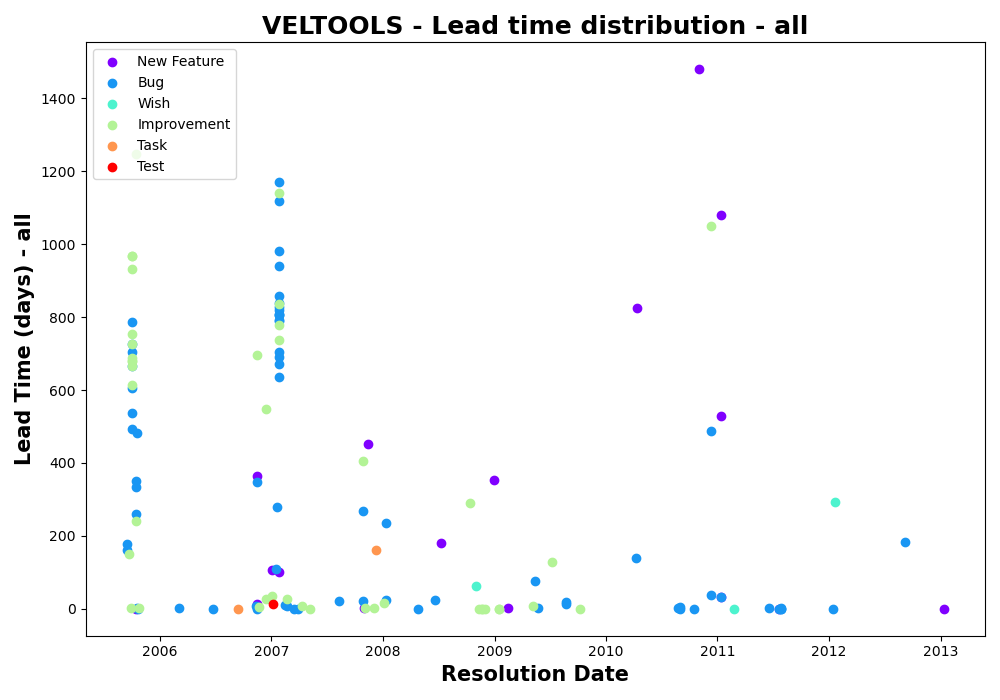 VELTOOLS - Lead time distribution - all
New Feature
Bug
Wish
Improvement
Task
Test
1400
1200
1000
800
600
400
200
0
Lead Time (days) - all
2006 2007 2008 2009 2010 2011 2012 2013
Resolution Date